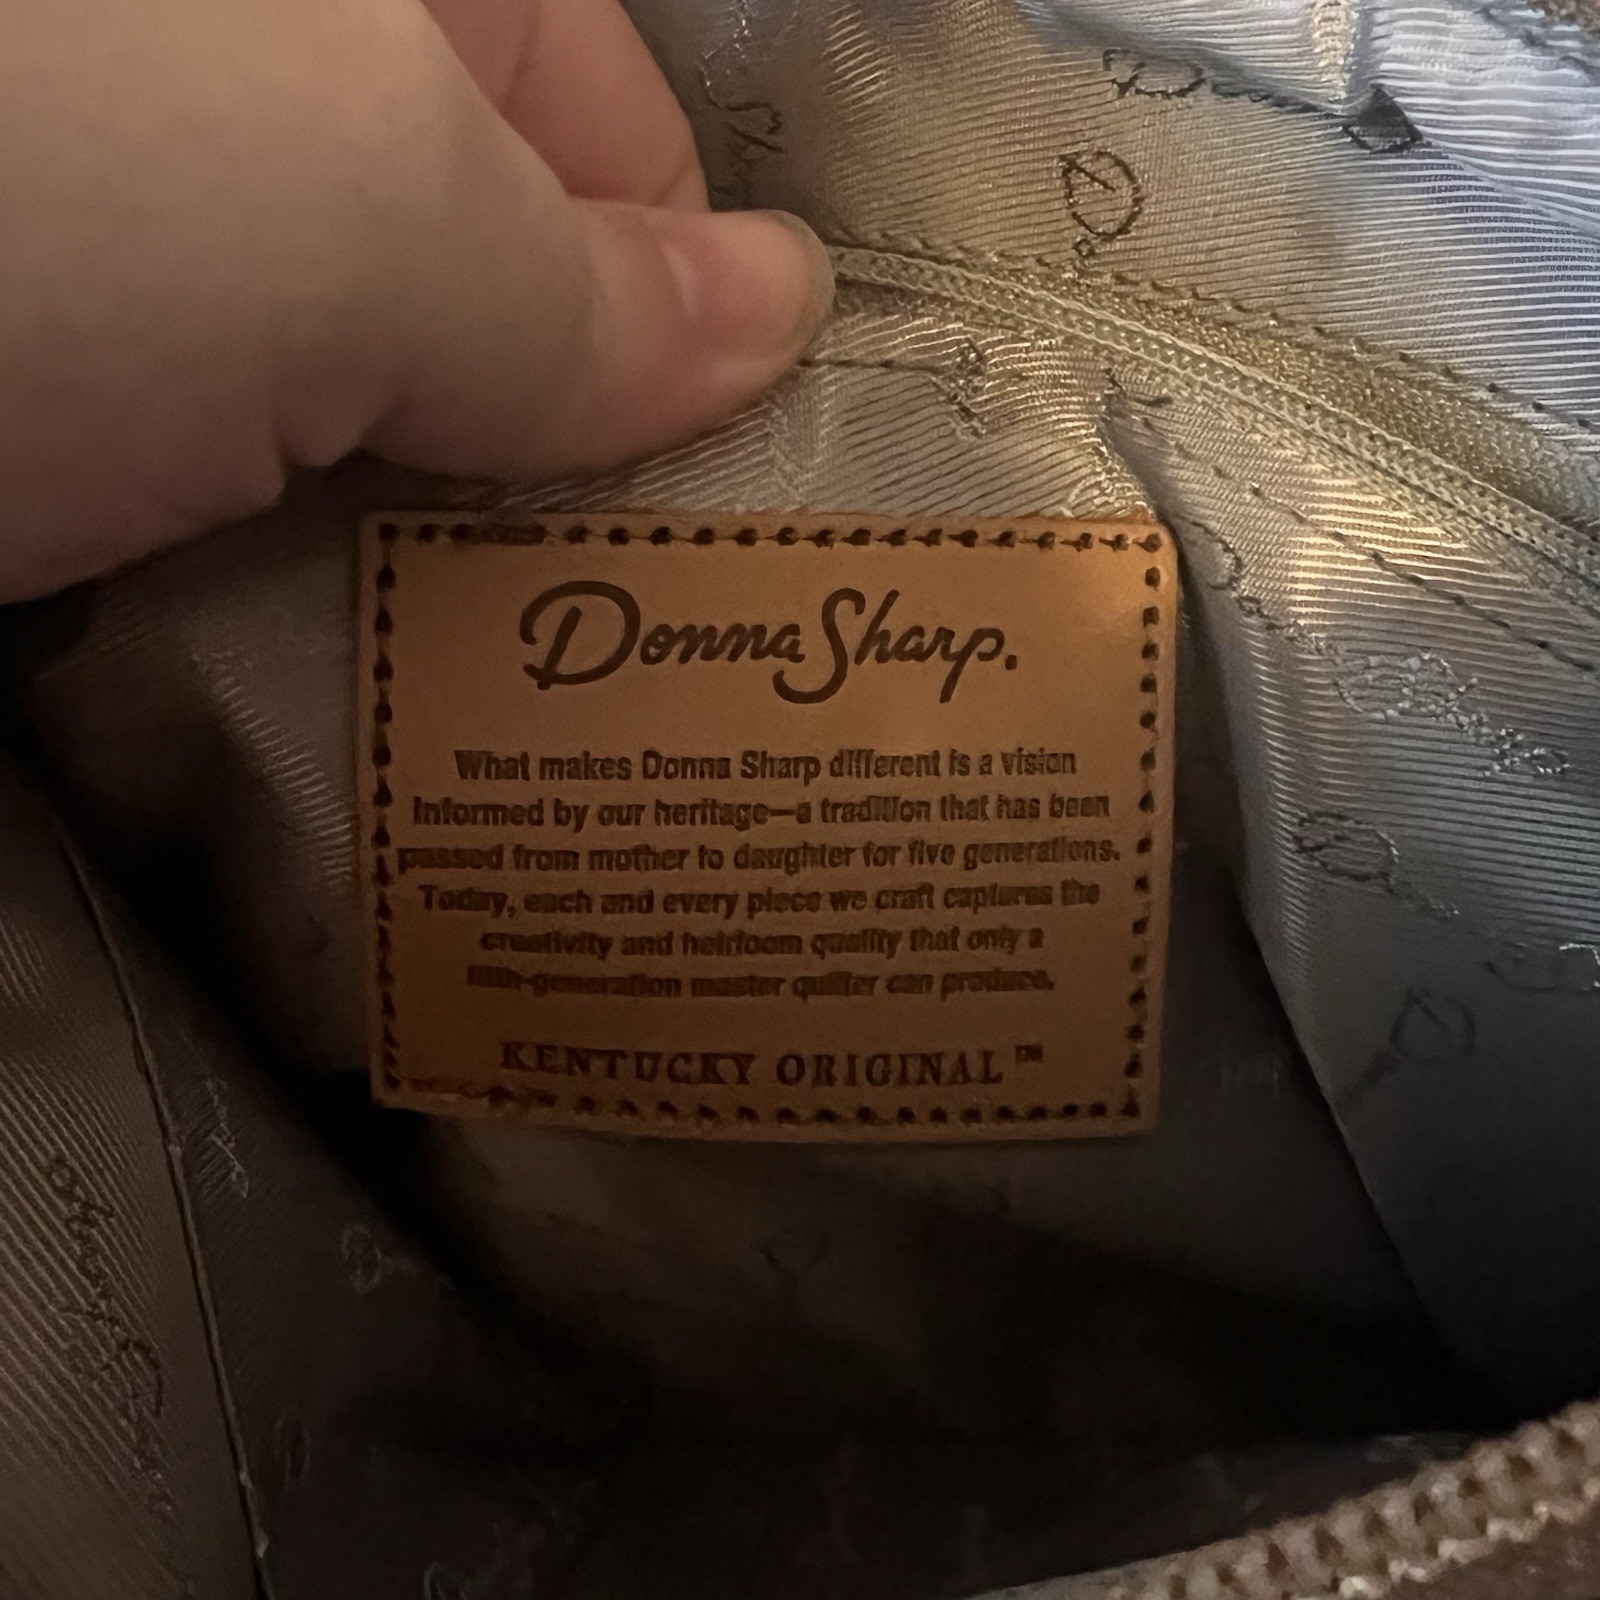 Donna Sharp.
What makes Donna Sharp different is a vision
informed by our heritage—a tradition that has been
passed from mother to daughter for five generations.
Today, each and every piece we craft captures the
creativity and heirloom quality that only a
fifth-generation master quilter can produce.
KENTUCKY ORIGINAL™